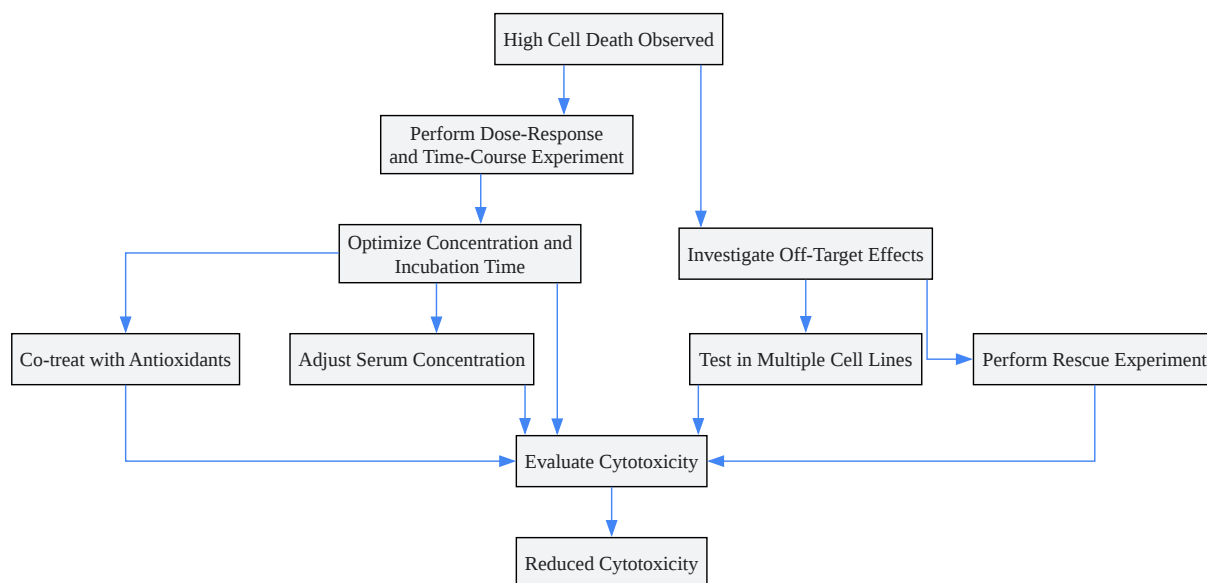 High Cell Death Observed
Perform Dose-Response
and Time-Course Experiment
Optimize Concentration and
Incubation Time
Investigate Off-Target Effects
Co-treat with Antioxidants
Adjust Serum Concentration
Test in Multiple Cell Lines
Perform Rescue Experiment
Evaluate Cytotoxicity
Reduced Cytotoxicity